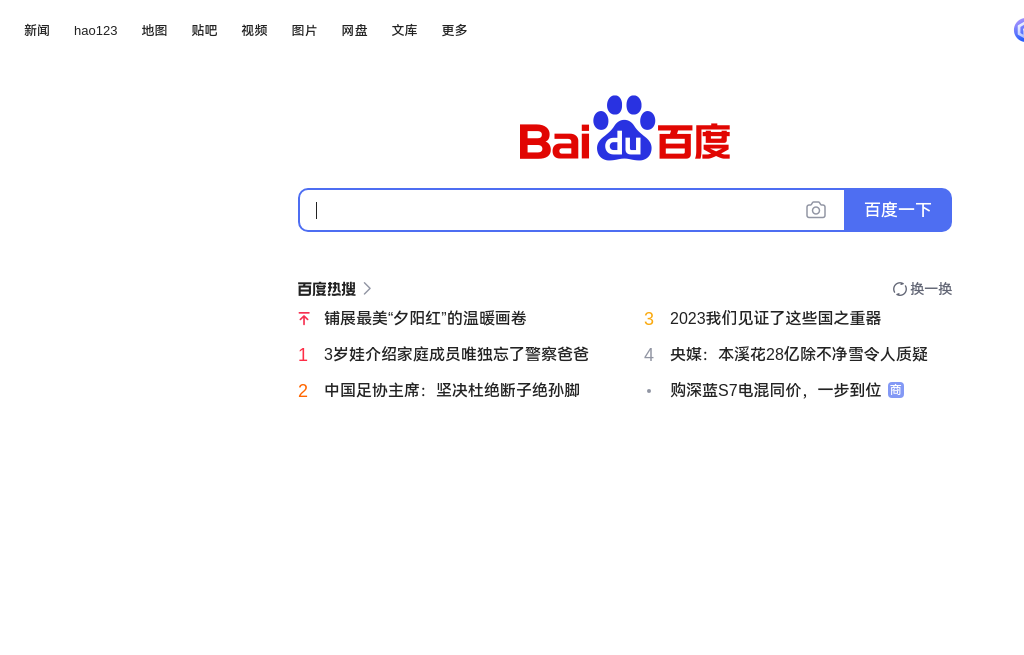 新闻 hao123 地图 贴吧 视频 图片 网盘 文库 更多
Bai du 百度
百度一下
百度热搜 换一换
铺展最美“夕阳红”的温暖画卷
1 3岁娃介绍家庭成员唯独忘了警察爸爸
2 中国足协主席：坚决杜绝断子绝孙脚
3 2023我们见证了这些国之重器
4 央媒：本溪花28亿除不净雪令人质疑
购深蓝S7电混同价，一步到位 商